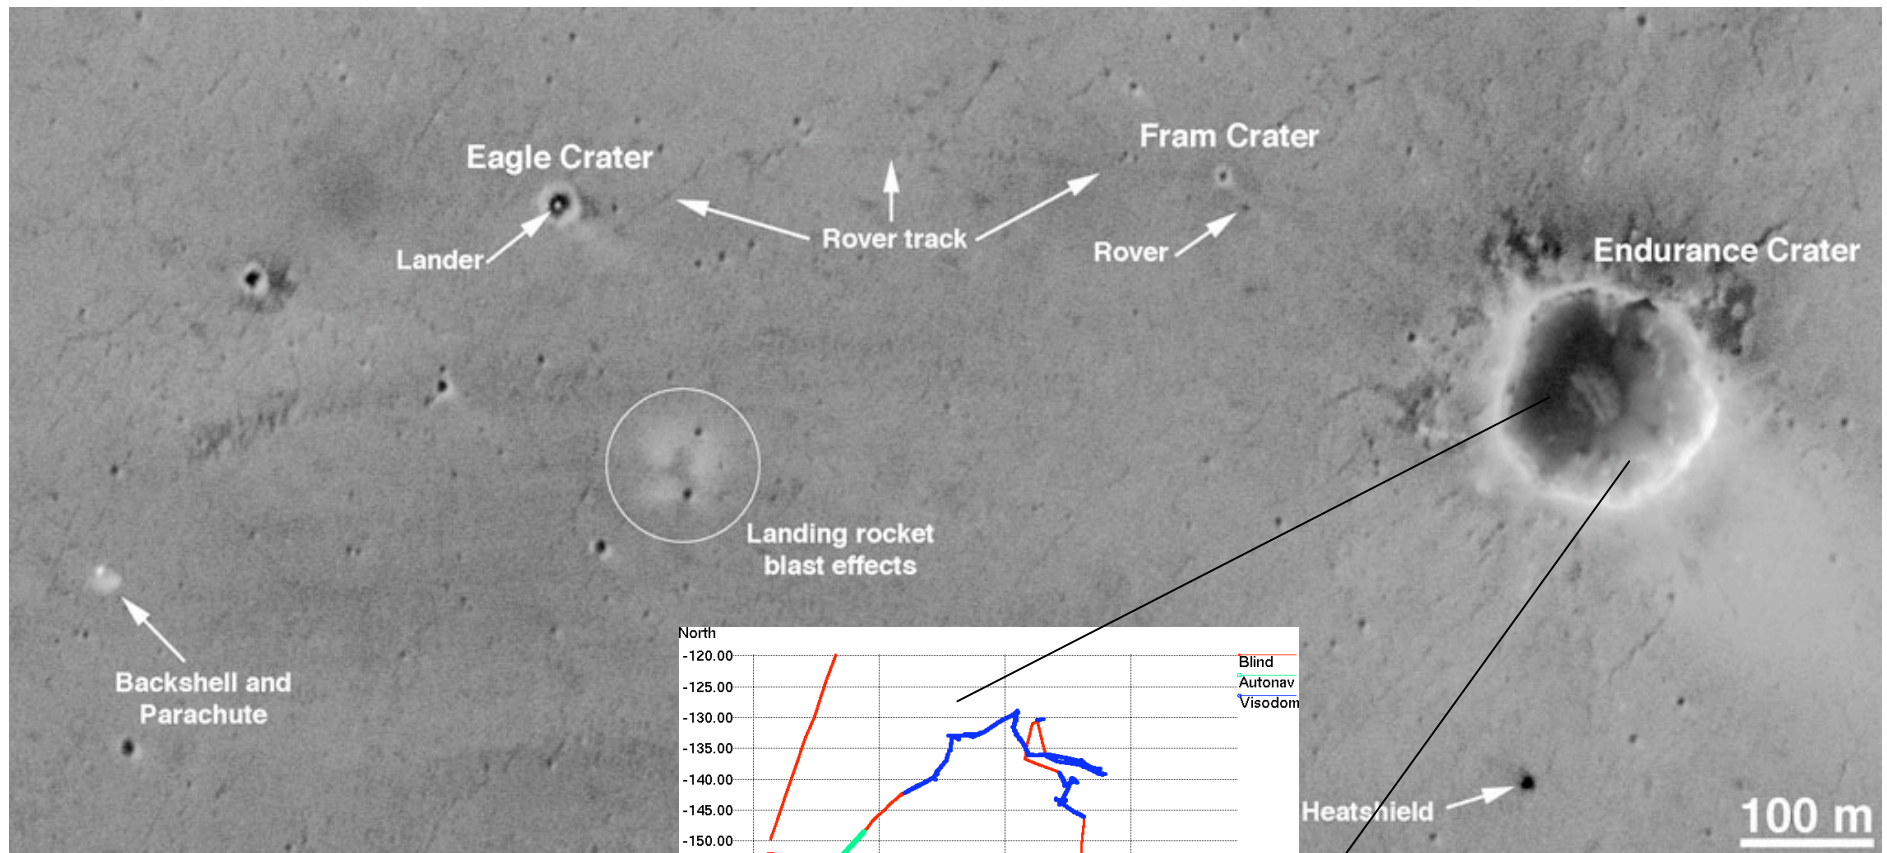 Fram Crater
Eagle Crater
Rover track
Lander
Rover
Endurance Crater
Landing rocket
blast effects
Backshell and
Parachute
Heatshield
100 m
North
-120.00
-125.00
-130.00
-135.00
-140.00
-145.00
-150.00
Blind
Autonav
Visodom